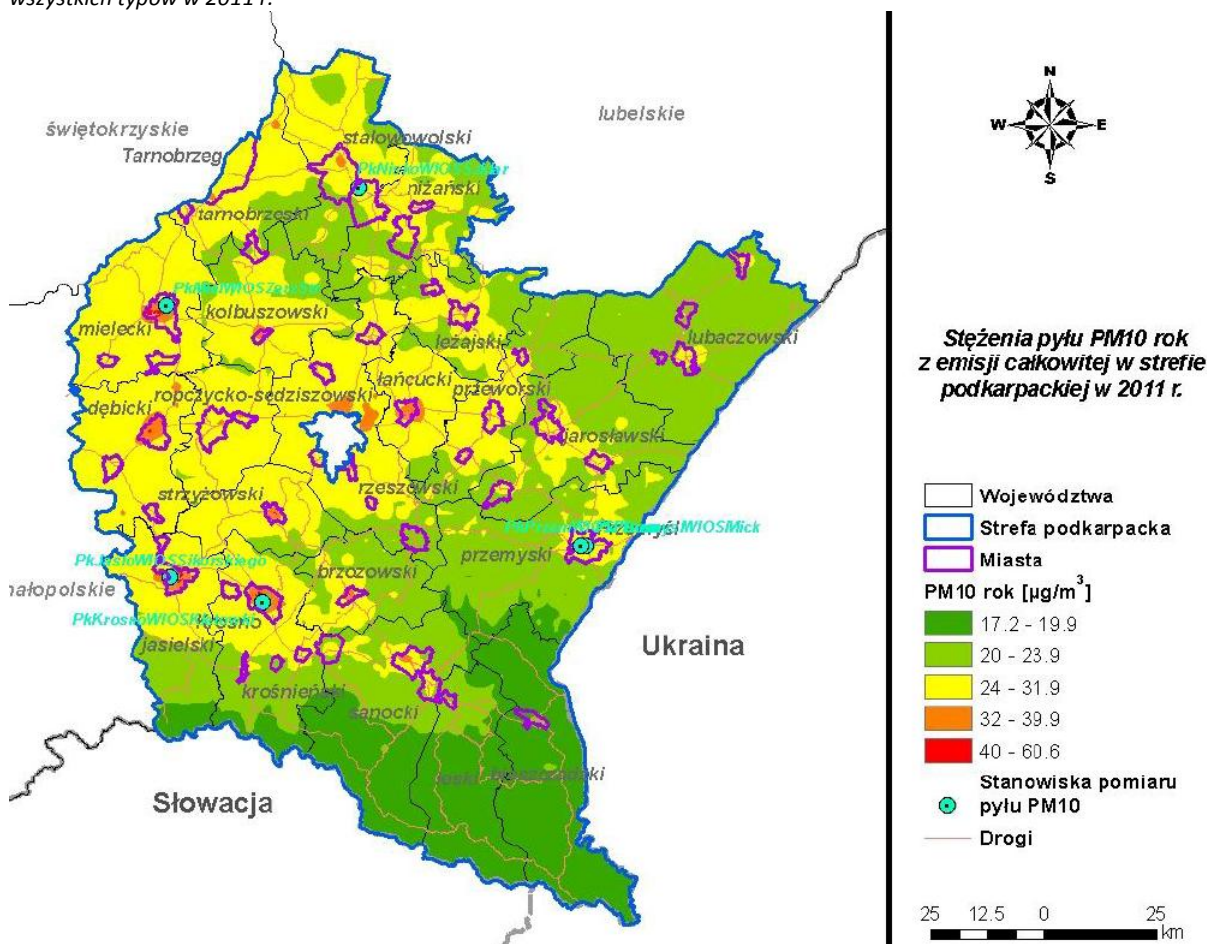 wszystkich typów w 2011 r.
świętokrzyskie
Tarnobrzeg
lubelskie
stalowowolski
niżański
tarnobrzeski
mielecki
kolbuszowski
leżajski
lubaczowski
łańcucki
przeworski
ropczycko-sędziszowski
dębicki
jarosławski
strzyżowski
rzeszowski
przemyski
PkJasloWIOSSikorskiego
brzozowski
Ukraina
jasielski
krośnieński
sanocki
Słowacja
N
W E
S
Stężenia pyłu PM10 rok
z emisji całkowitej w strefie
podkarpackiej w 2011 r.
Województwa
Strefa podkarpacka
Miasta
PM10 rok [µg/m³]
17.2 - 19.9
20 - 23.9
24 - 31.9
32 - 39.9
40 - 60.6
Stanowiska pomiaru
pyłu PM10
Drogi
25 12.5 0 25
km